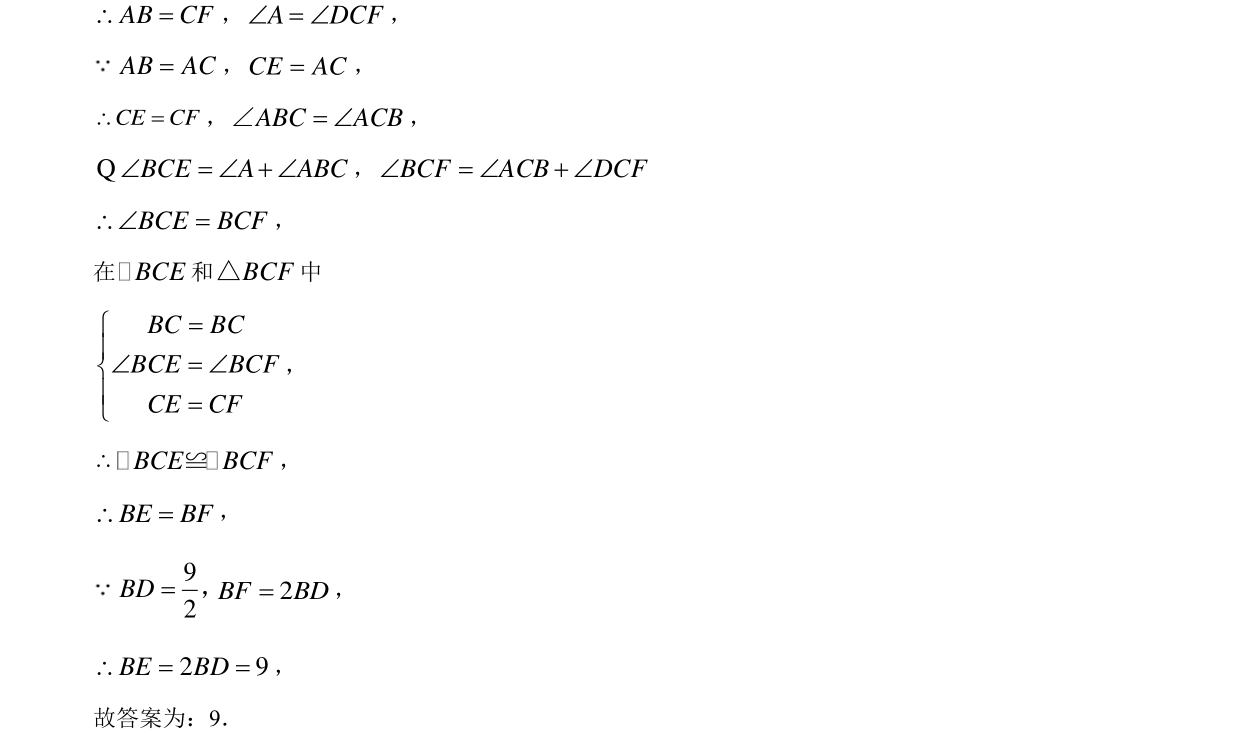 ∴ AB = CF， ∠A = ∠DCF，
∵ AB = AC， CE = AC，
∴ CE = CF， ∠ABC = ∠ACB，
Q ∠BCE = ∠A + ∠ABC， ∠BCF = ∠ACB + ∠DCF
∴ ∠BCE = BCF，
在□BCE 和 △BCF 中
BC = BC
∠BCE = ∠BCF，
CE = CF
∴ □BCE≌□BCF，
∴ BE = BF，
∵ BD = 9/2， BF = 2BD，
∴ BE = 2BD = 9，
故答案为：9．